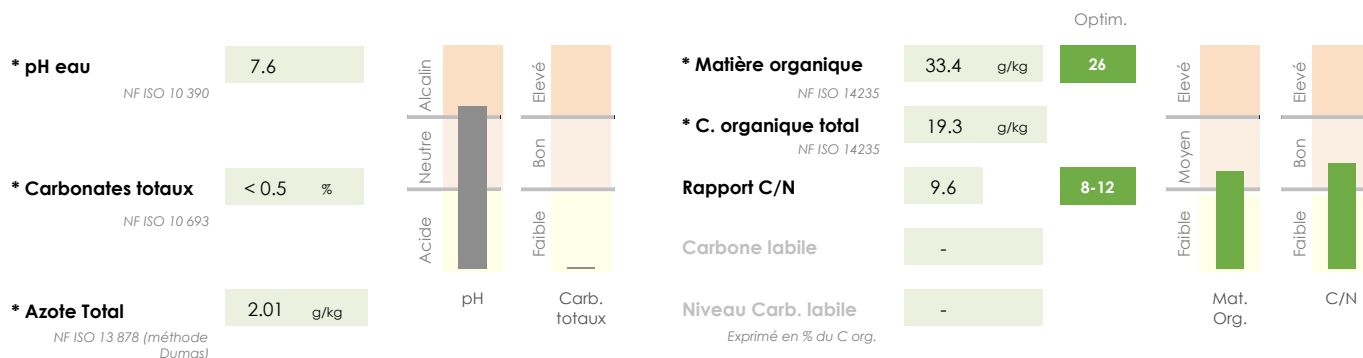 Optim.
* pH eau 7.6
NF ISO 10 390
* Carbonates totaux < 0.5 %
NF ISO 10 693
* Azote Total 2.01 g/kg
NF ISO 13 878 (méthode
Dumas)
Alcalin
Neutre
Acide
pH
Elevé
Bon
Faible
Carb.
totaux
* Matière organique 33.4 g/kg 26
NF ISO 14235
* C. organique total 19.3 g/kg
NF ISO 14235
Rapport C/N 9.6 8-12
Carbone labile -
Niveau Carb. labile -
Exprimé en % du C org.
Elevé
Moyen
Faible
Mat.
Org.
Elevé
Bon
Faible
C/N